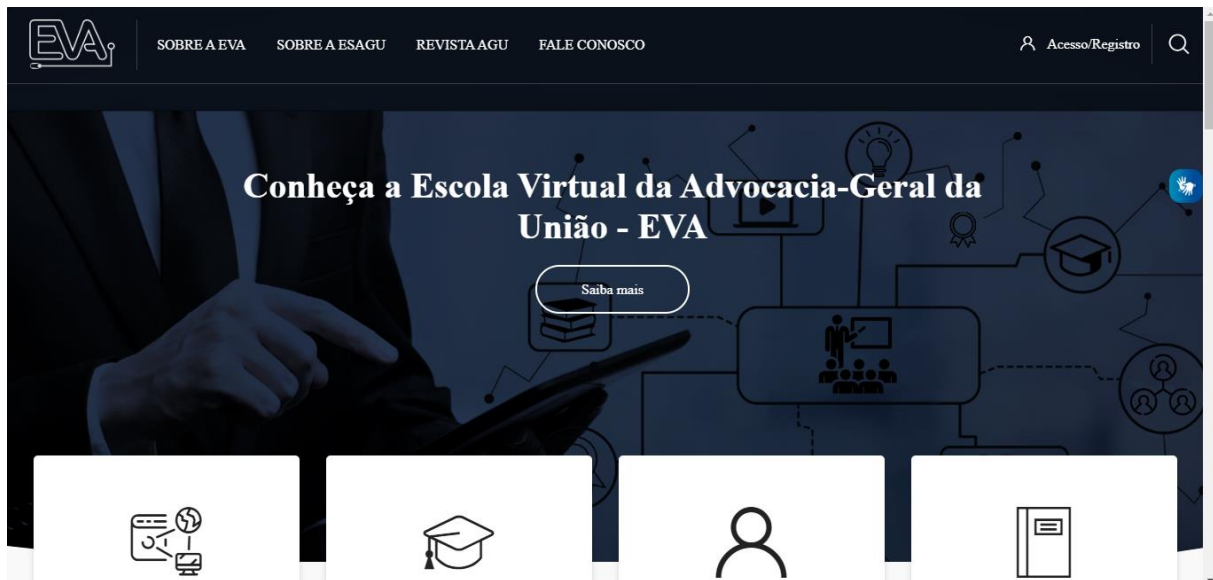 EVA
SOBRE A EVA
SOBRE A ESAGU
REVISTA AGU
FALE CONOSCO
Acesso/Registro
Conheça a Escola Virtual da Advocacia-Geral da
União - EVA
Saiba mais